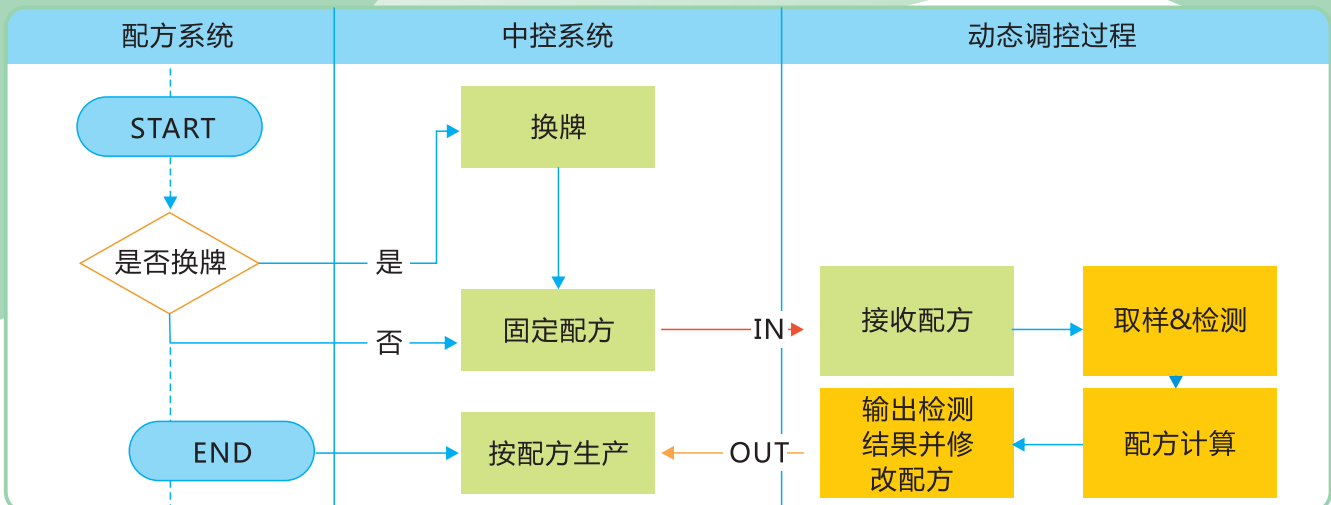 配方系统
中控系统
动态调控过程
START
换牌
是否换牌
是
固定配方
否
IN
接收配方
取样&检测
END
按配方生产
OUT
输出检测
结果并修
改配方
配方计算